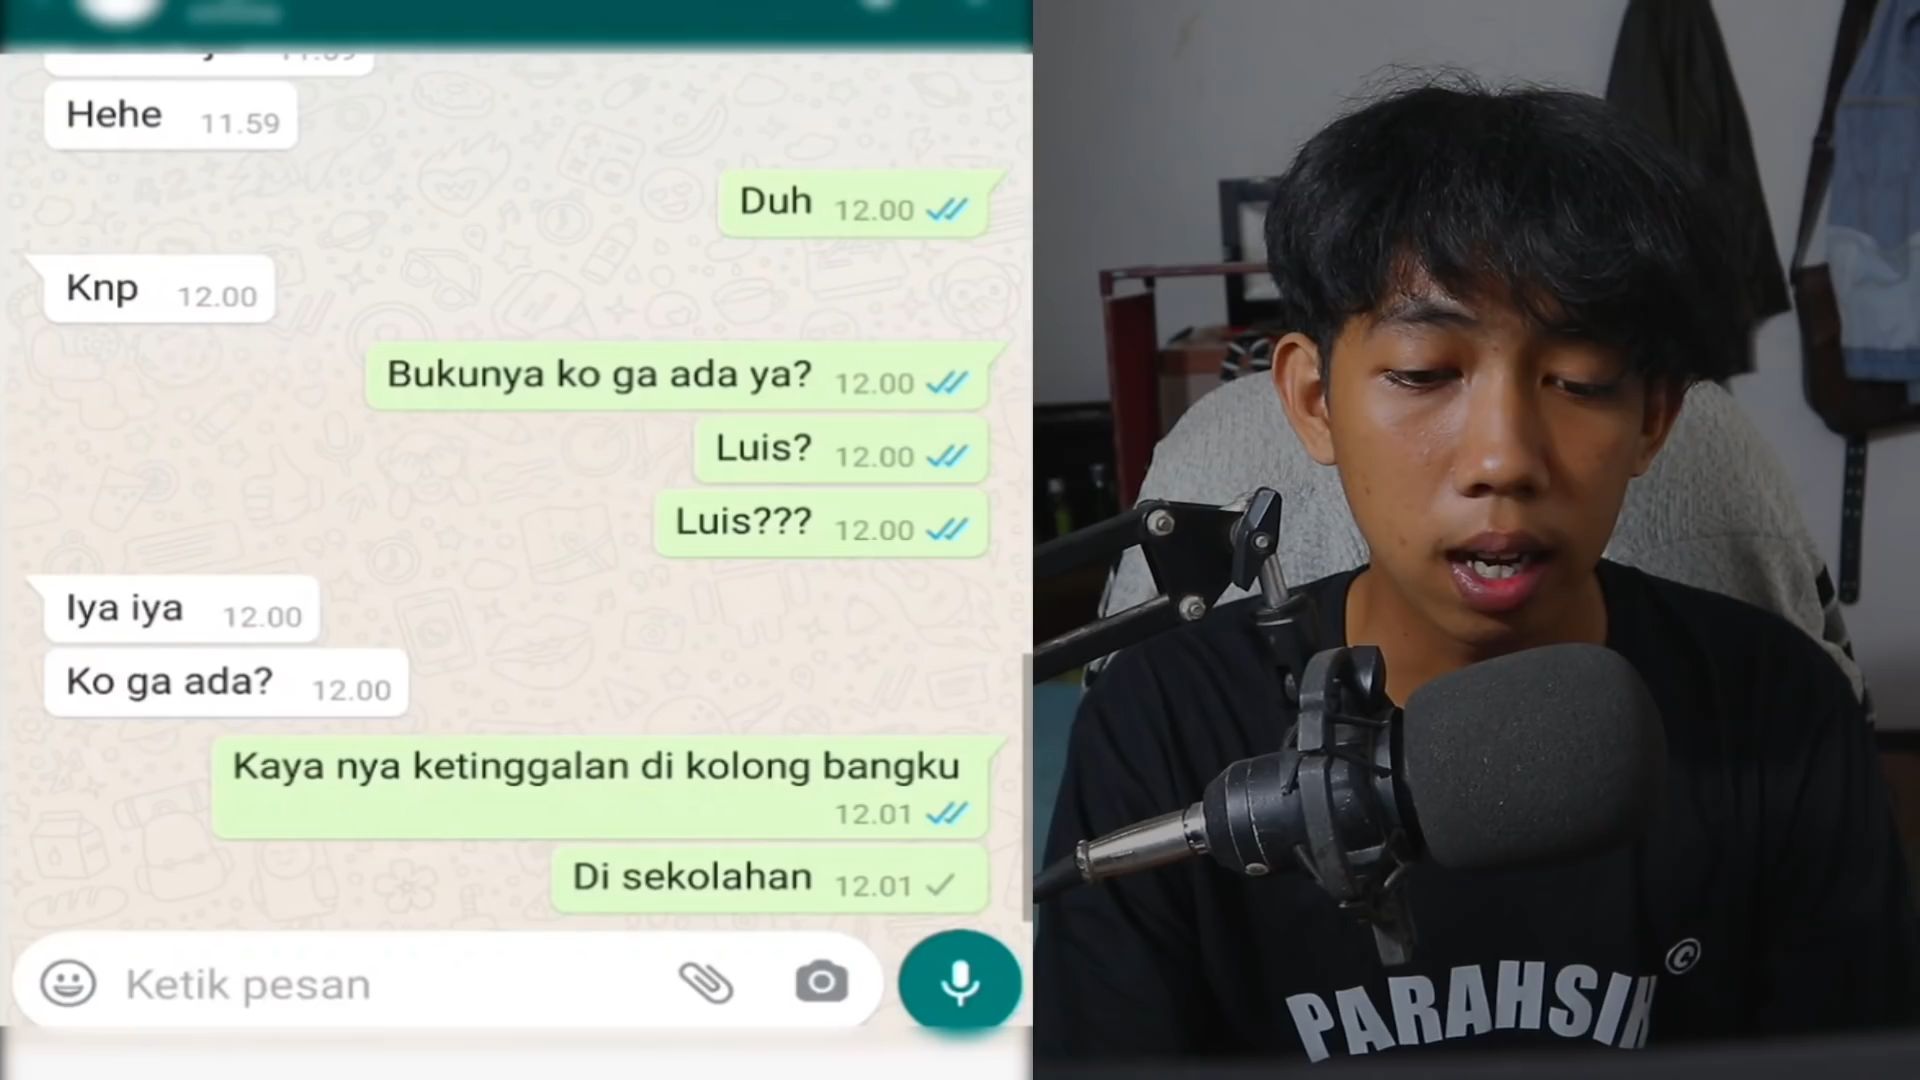 Hehe 11.59
Duh 12.00
Knp 12.00
Bukunya ko ga ada ya? 12.00
Luis? 12.00
Luis??? 12.00
Iya iya 12.00
Ko ga ada? 12.00
Kaya nya ketinggalan di kolong bangku
12.01
Di sekolahan 12.01
Ketik pesan
PARAHSIH ©